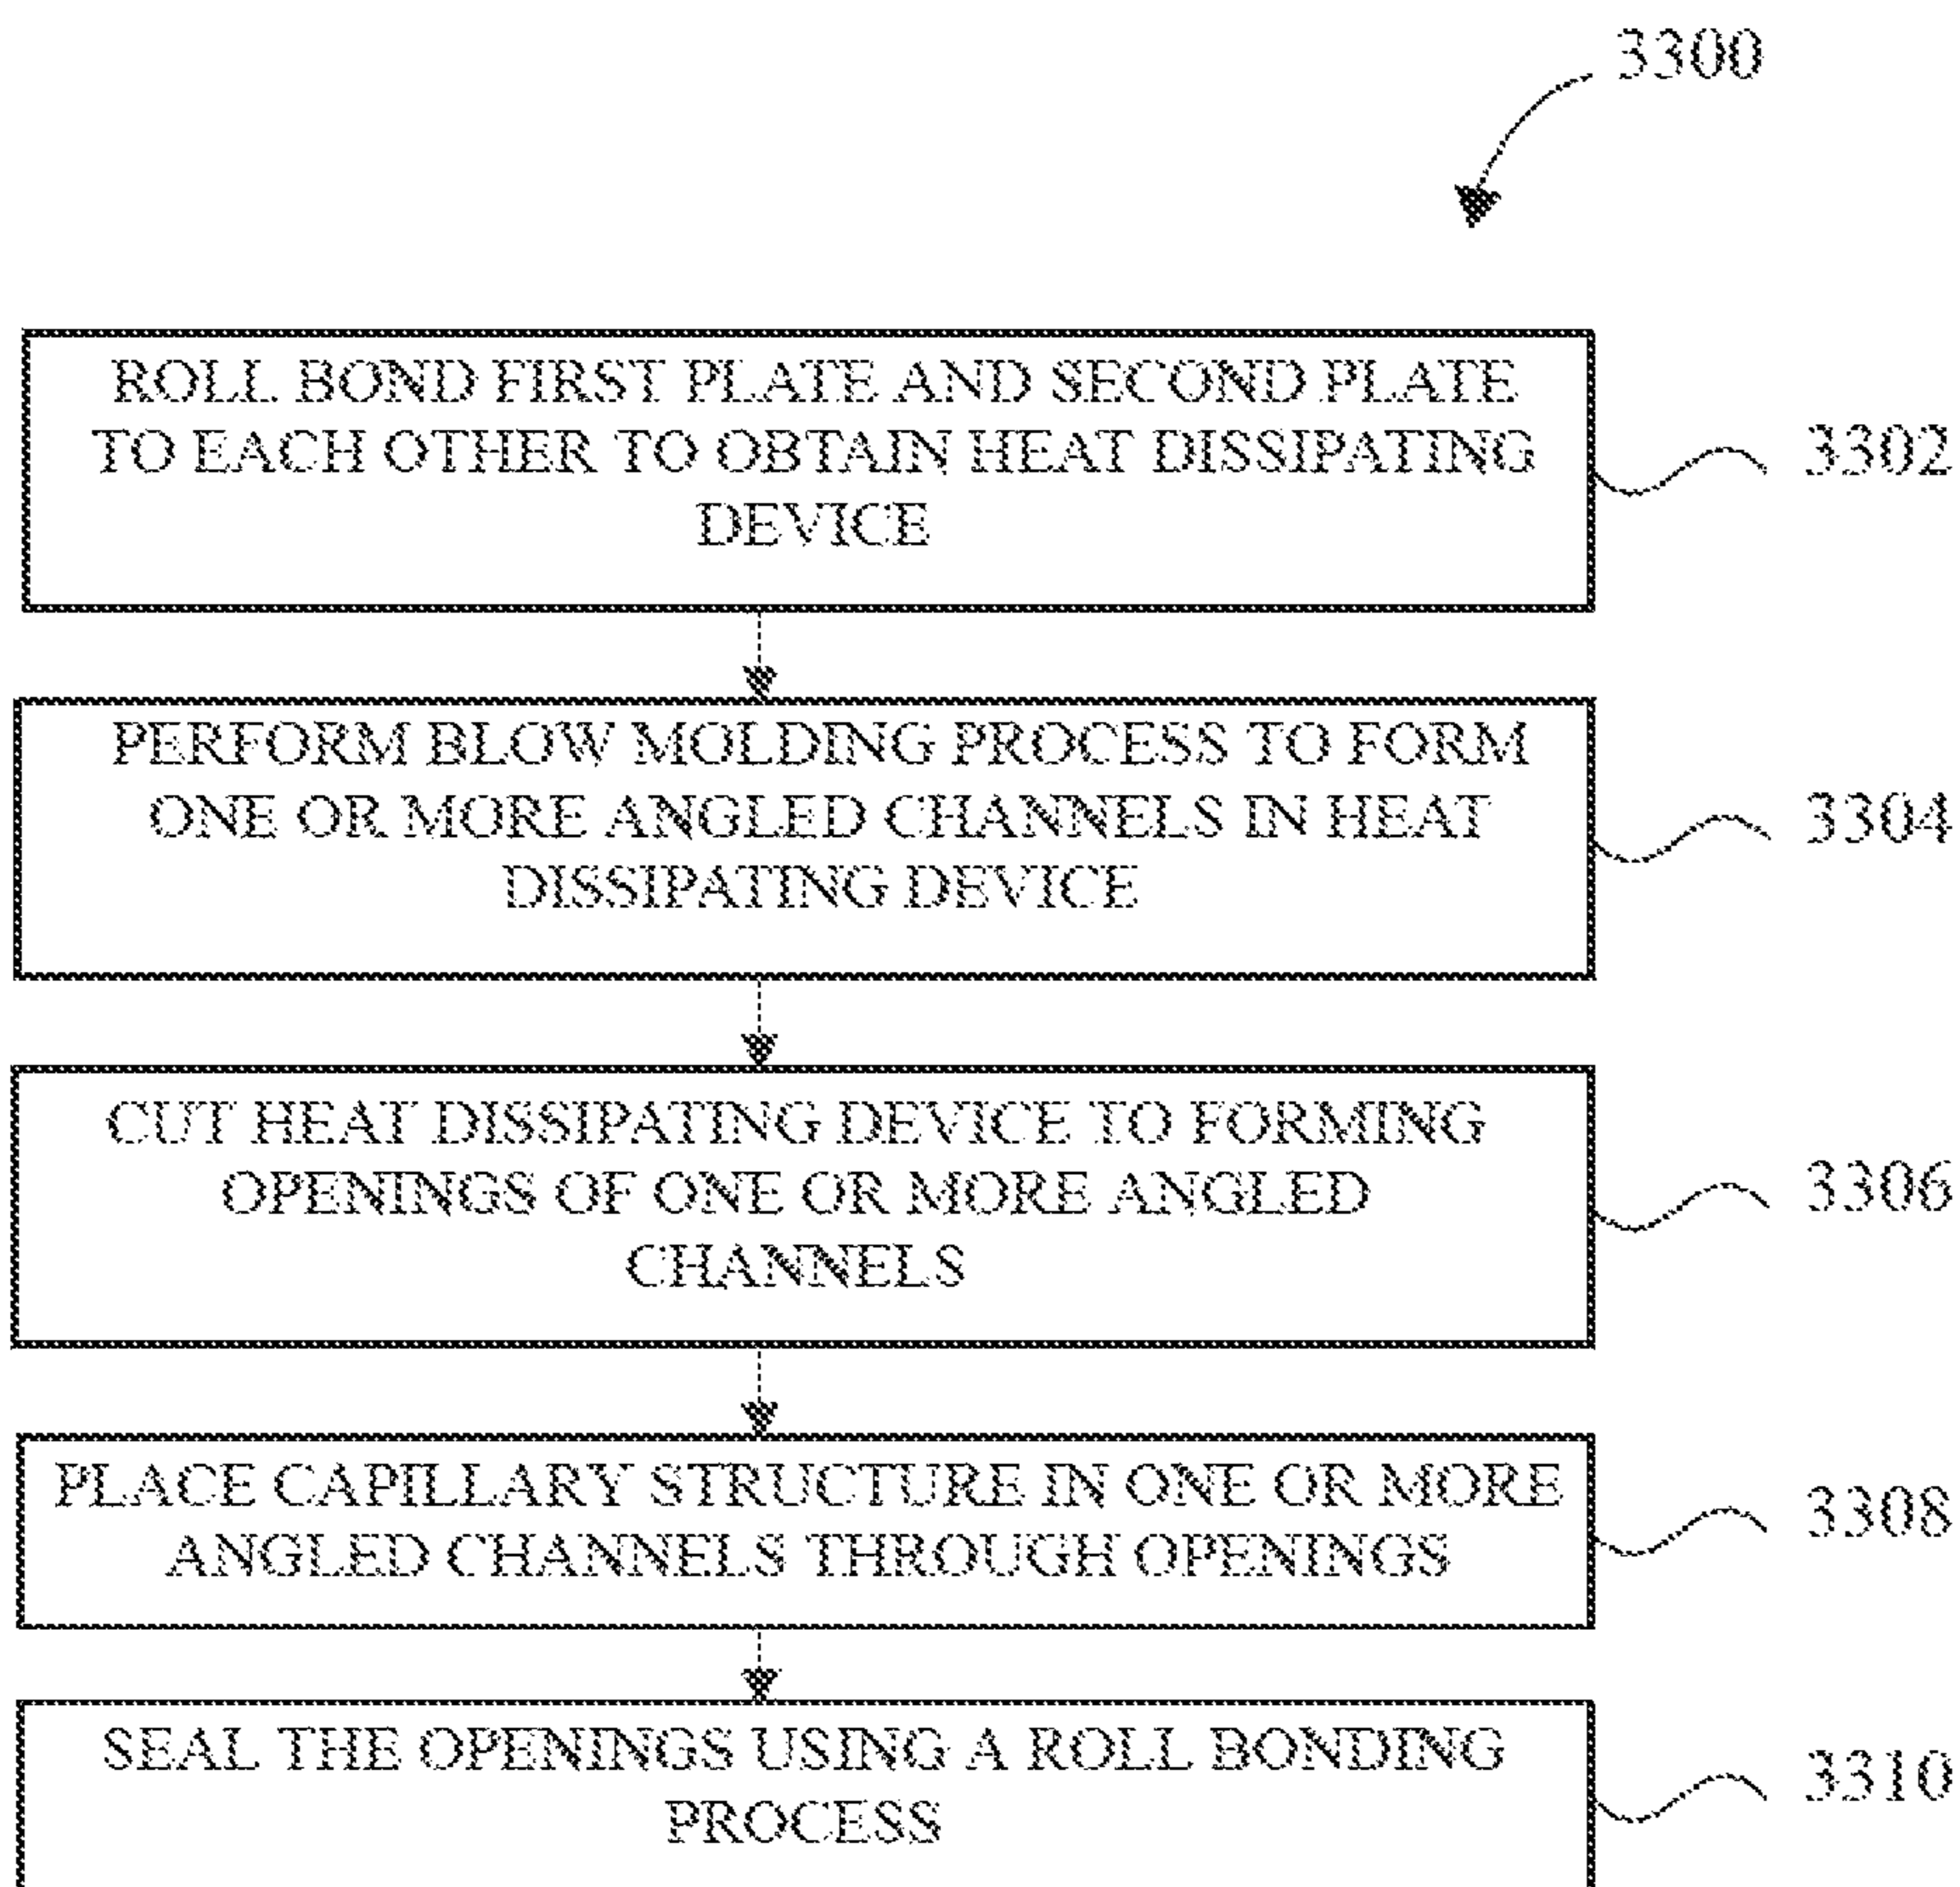 3300
ROLL BOND FIRST PLATE AND SECOND PLATE
TO EACH OTHER TO OBTAIN HEAT DISSIPATING
DEVICE
3302
PERFORM BLOW MOLDING PROCESS TO FORM
ONE OR MORE ANGLED CHANNELS IN HEAT
DISSIPATING DEVICE
3304
CUT HEAT DISSIPATING DEVICE TO FORMING
OPENINGS OF ONE OR MORE ANGLED
CHANNELS
3306
PLACE CAPILLARY STRUCTURE IN ONE OR MORE
ANGLED CHANNELS THROUGH OPENINGS
3308
SEAL THE OPENINGS USING A ROLL BONDING
PROCESS
3310